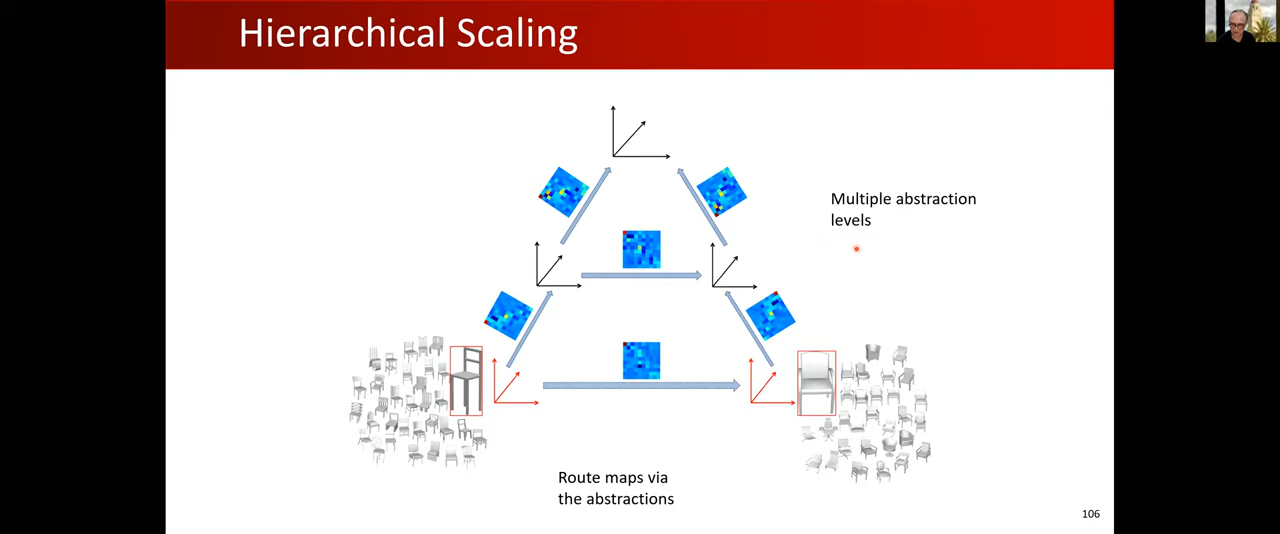 Hierarchical Scaling
Multiple abstraction
levels
Route maps via
the abstractions
106